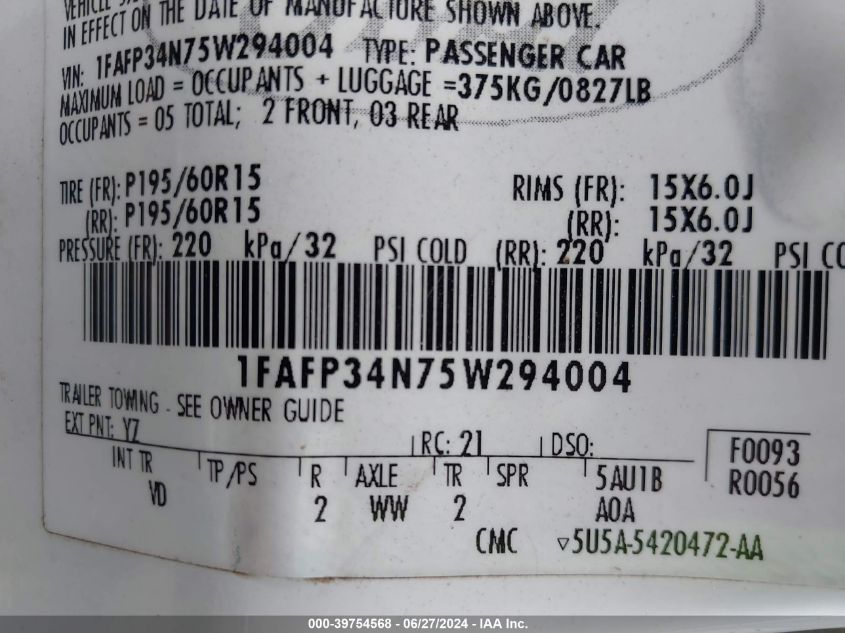 VEHICLE
IN EFFECT ON THE DATE OF MANUFACTURE SHOWN ABOVE.
VIN: 1FAFP34N75W294004 TYPE: PASSENGER CAR
MAXIMUM LOAD = OCCUPANTS + LUGGAGE =375KG/0827LB
OCCUPANTS = 05 TOTAL; 2 FRONT, 03 REAR
TIRE (FR): P195/60R15 RIMS (FR): 15X6.0J
(RR): P195/60R15 (RR): 15X6.0J
PRESSURE (FR): 220 kPa/32 PSI COLD (RR): 220 kPa/32 PSI CO
1FAFP34N75W294004
TRAILER TOWING - SEE OWNER GUIDE
EXT PNT: YZ RC: 21 DSO: F0093
INT TR TP/PS R AXLE TR SPR 5AU1B R0056
VD 2 WW 2 A0A
CMC ▿5U5A-5420472-AA
000-39754568 - 06/27/2024 - IAA Inc.